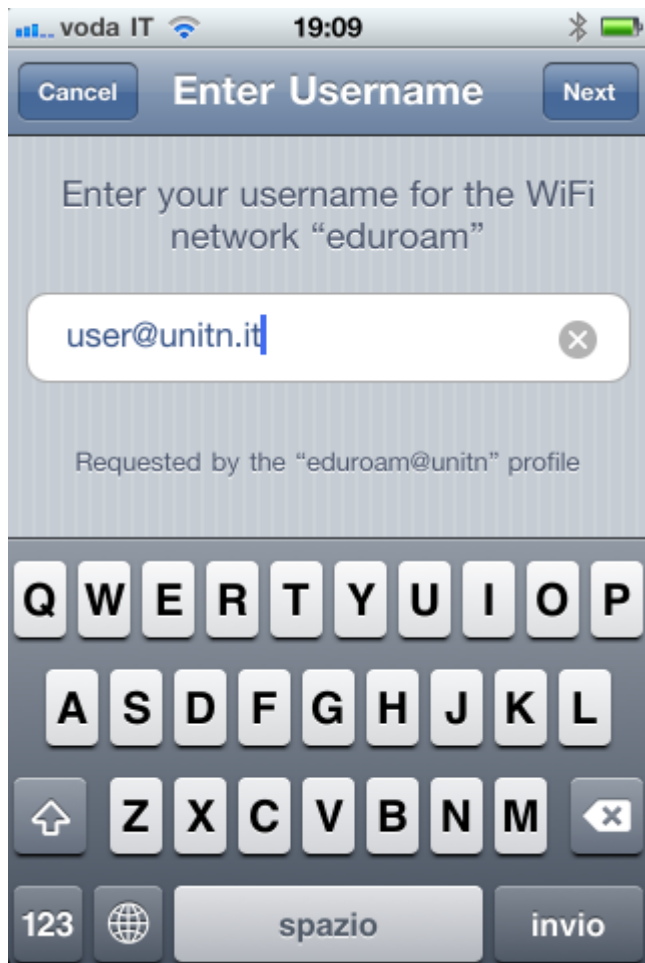 voda IT 19:09
Cancel Enter Username Next
Enter your username for the WiFi
network “eduroam”
user@unitn.it
Requested by the “eduroam@unitn” profile
Q W E R T Y U I O P
A S D F G H J K L
Z X C V B N M
123 spazio invio